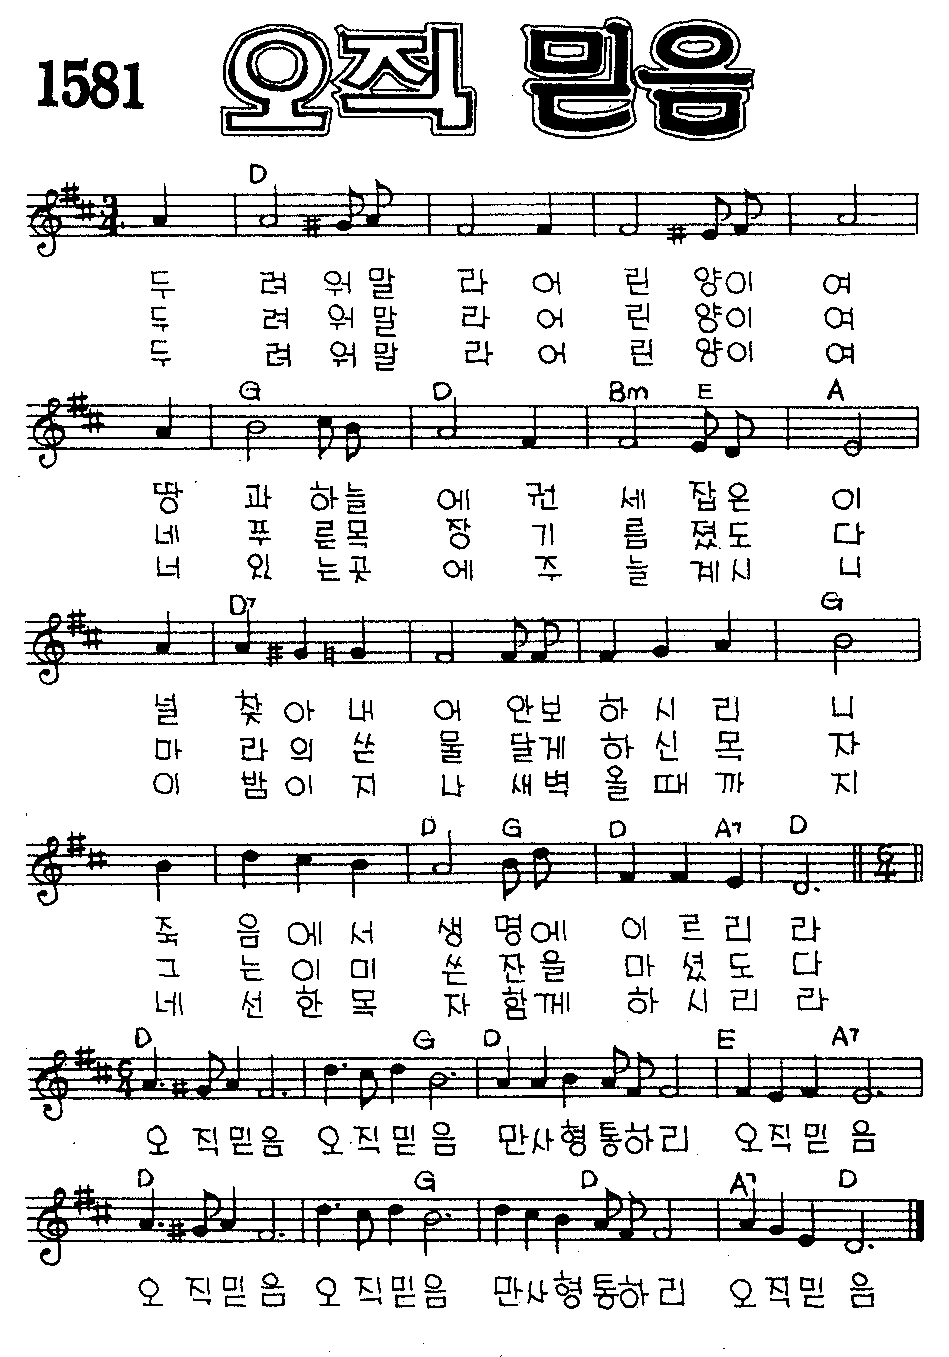 1581 오직 믿음
D
두 려 워 말 라 어 린 양 이 여
두 려 워 말 라 어 린 양 이 여
두 려 워 말 라 어 린 양 이 여
G D Bm E A
땅 과 하늘 에 권 세 잡은 이
네 푸 른목 장 기 름 졌도 다
너 있 는곳 에 주 늘 계시 니
D7 G
널 찾 아 내 어 안보 하 시 리 니
마 라 의 쓴 물 달게 하 신 목 자
이 밤 이 지 나 새벽 올 때 까 지
D G D A7 D
죽 음 에 서 생 명에 이 르 리 라
그 는 이 미 쓴 잔을 마 셨 도 다
네 선 한 목 자 함께 하 시 리 라
D G D E A7
오 직믿음 오 직믿 음 만사형통하리 오직믿 음
D G D A7 D
오 직믿음 오 직믿음 만사형통하리 오직믿 음